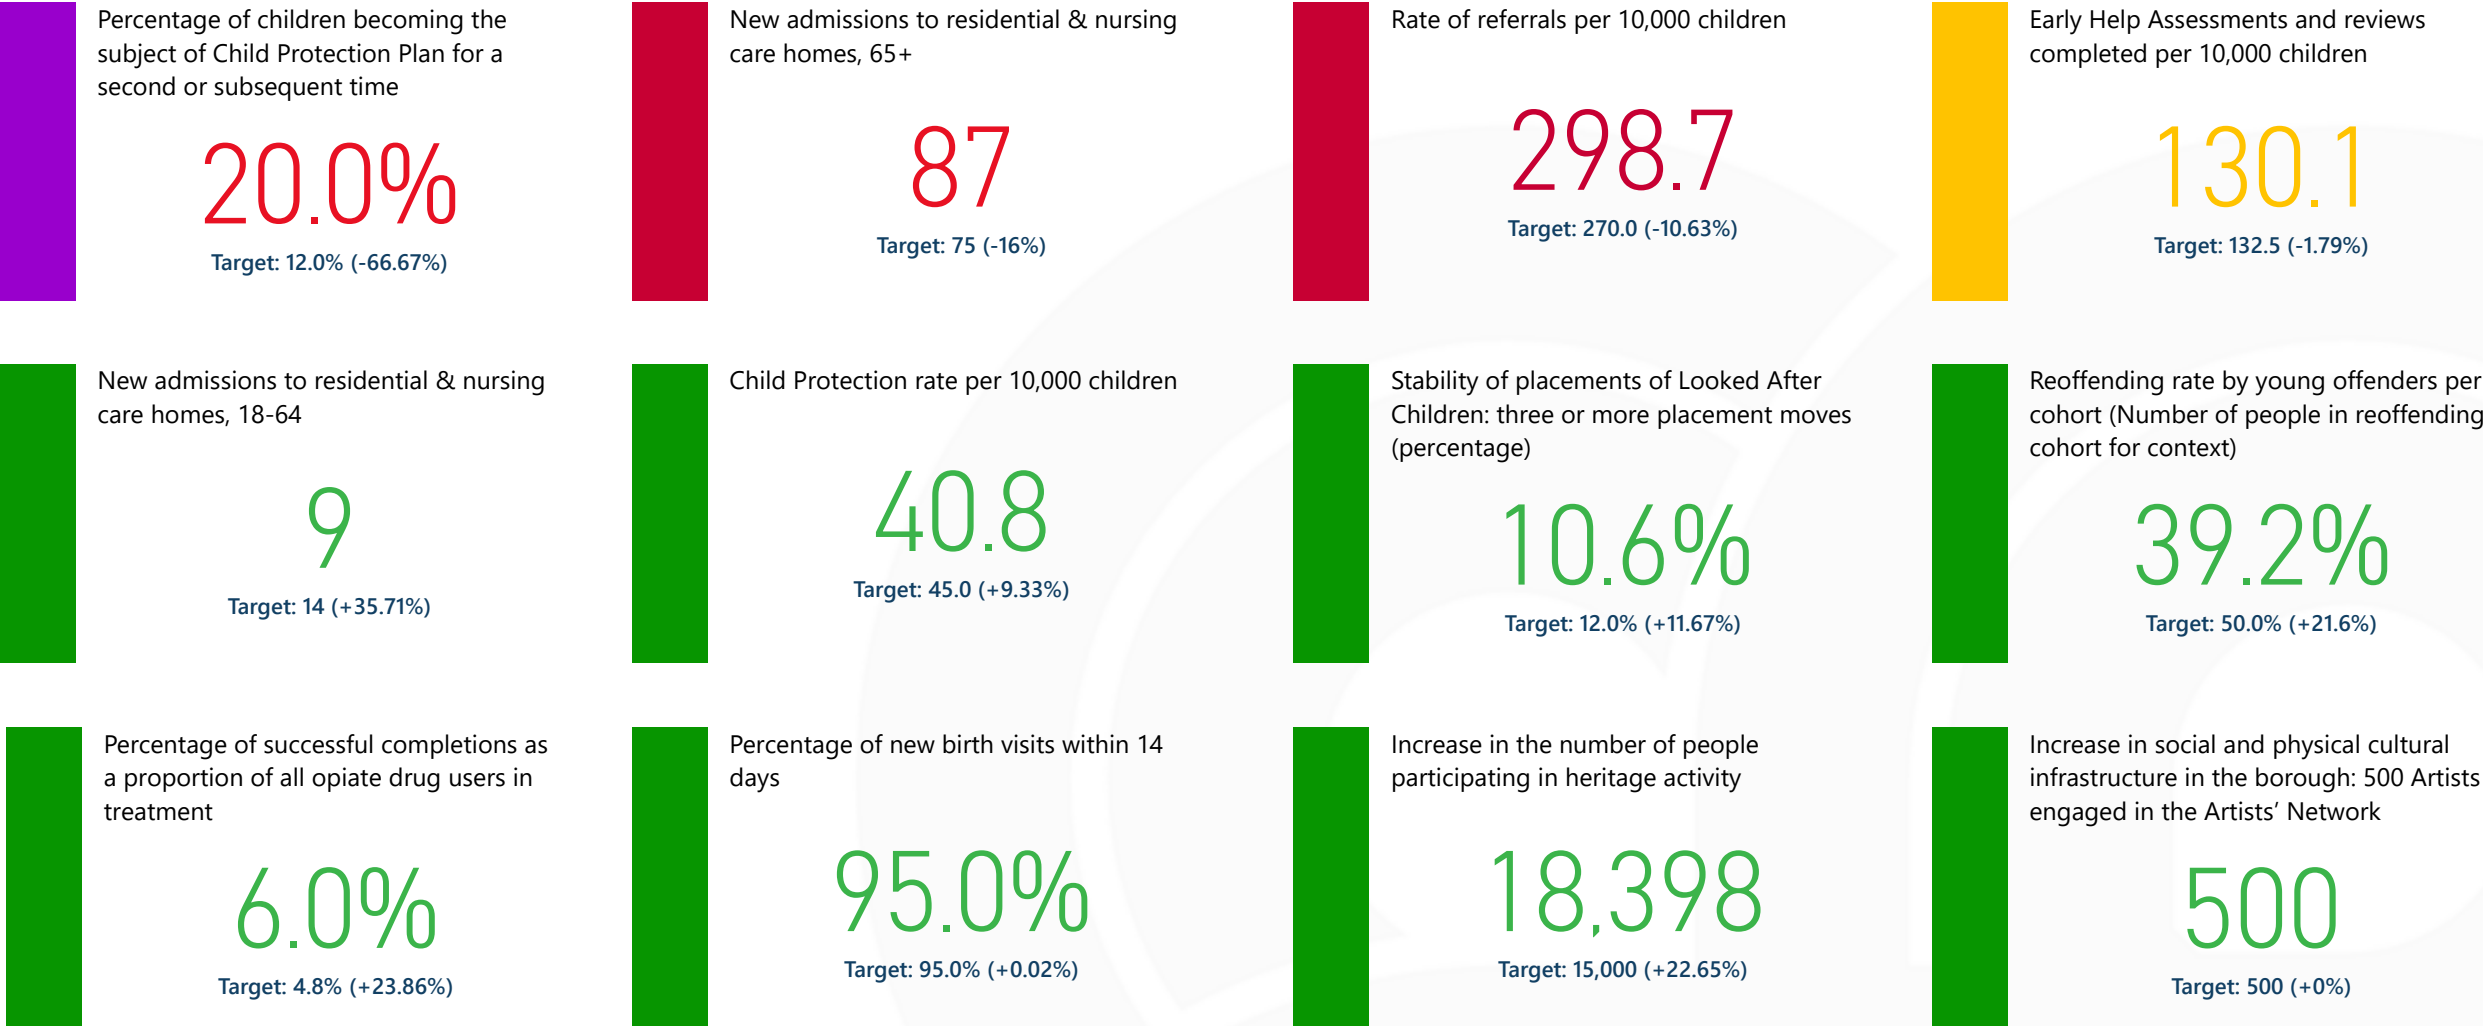 Percentage of children becoming the
subject of Child Protection Plan for a
second or subsequent time
20.0%
Target: 12.0% (-66.67%)
New admissions to residential & nursing
care homes, 65+
87
Target: 75 (-16%)
Rate of referrals per 10,000 children
298.7
Target: 270.0 (-10.63%)
Early Help Assessments and reviews
completed per 10,000 children
130.1
Target: 132.5 (-1.79%)
New admissions to residential & nursing
care homes, 18-64
9
Target: 14 (+35.71%)
Child Protection rate per 10,000 children
40.8
Target: 45.0 (+9.33%)
Stability of placements of Looked After
Children: three or more placement moves
(percentage)
10.6%
Target: 12.0% (+11.67%)
Reoffending rate by young offenders per
cohort (Number of people in reoffending
cohort for context)
39.2%
Target: 50.0% (+21.6%)
Percentage of successful completions as
a proportion of all opiate drug users in
treatment
6.0%
Target: 4.8% (+23.86%)
Percentage of new birth visits within 14
days
95.0%
Target: 95.0% (+0.02%)
Increase in the number of people
participating in heritage activity
18,398
Target: 15,000 (+22.65%)
Increase in social and physical cultural
infrastructure in the borough: 500 Artists
engaged in the Artists’ Network
500
Target: 500 (+0%)